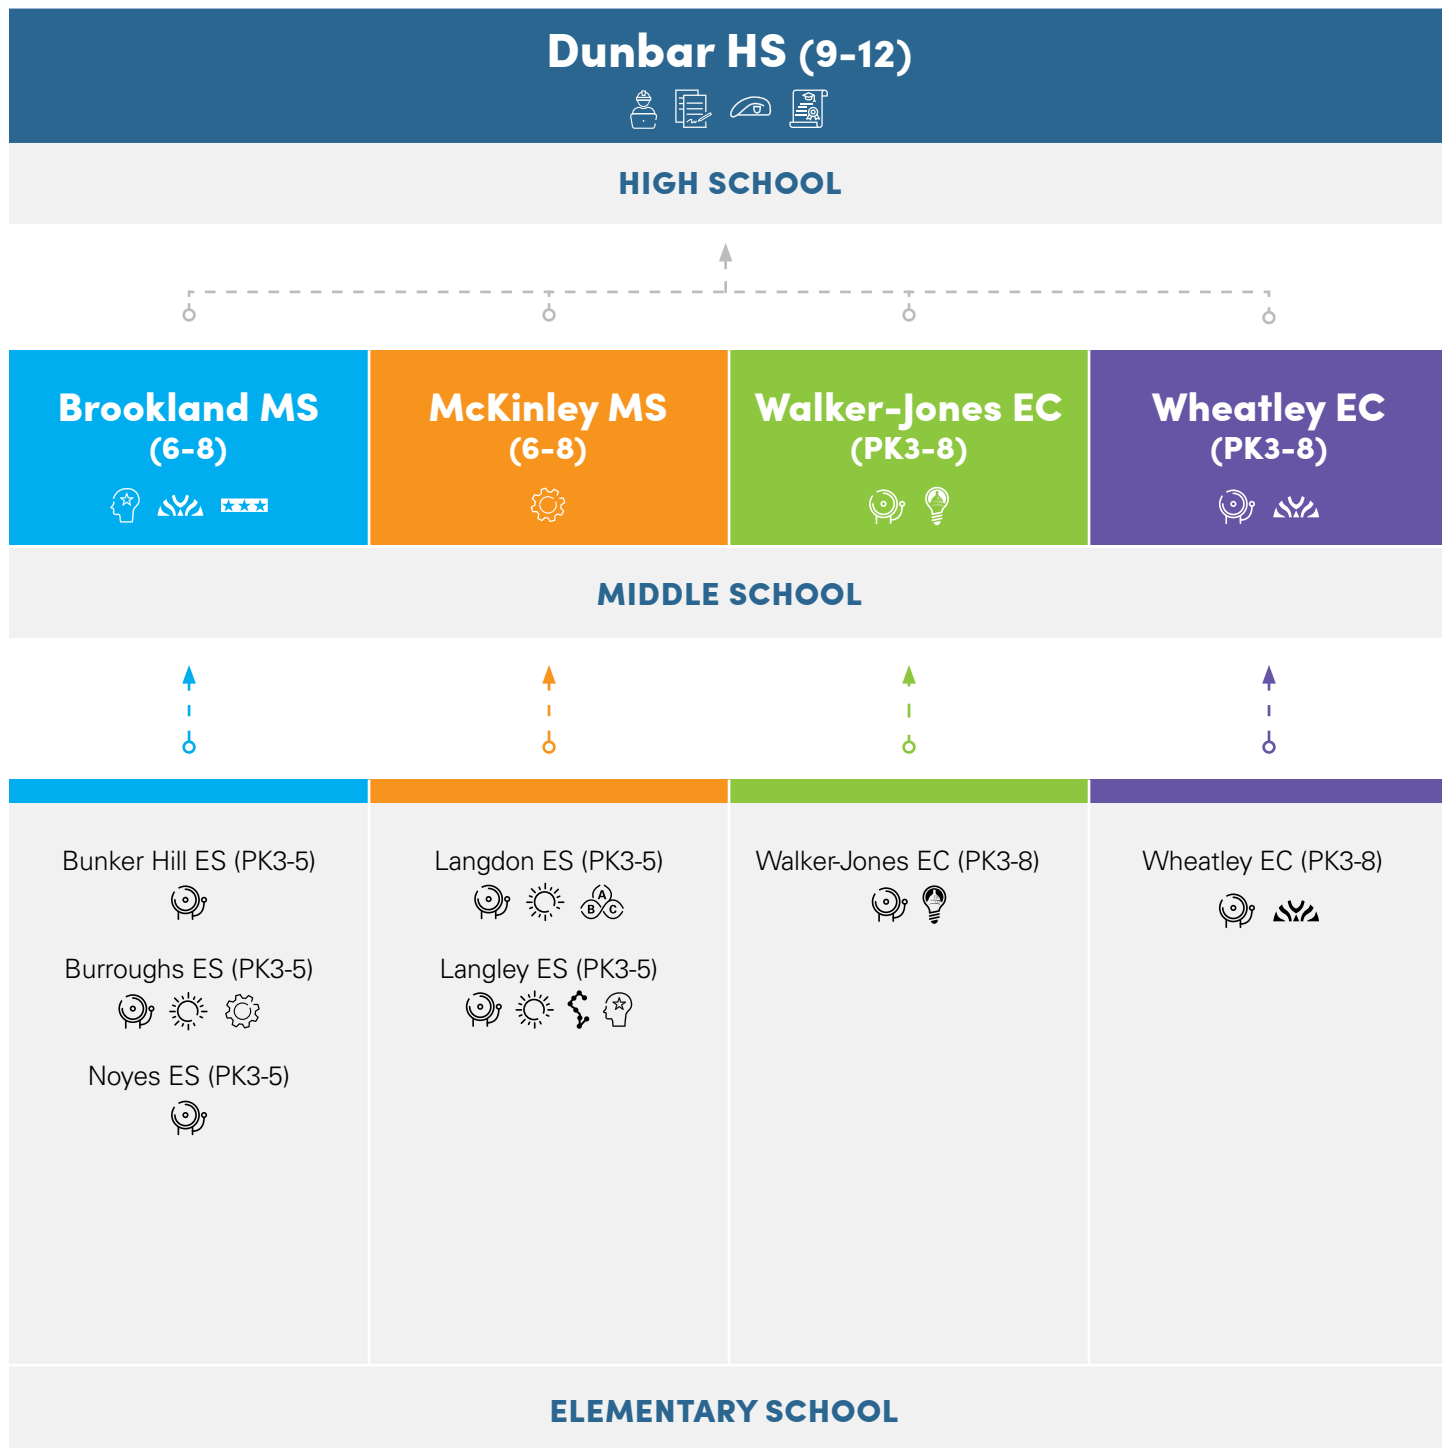 Dunbar HS (9-12)
HIGH SCHOOL
Brookland MS
(6-8)
McKinley MS
(6-8)
Walker-Jones EC
(PK3-8)
Wheatley EC
(PK3-8)
MIDDLE SCHOOL
Bunker Hill ES (PK3-5)
Burroughs ES (PK3-5)
Noyes ES (PK3-5)
Langdon ES (PK3-5)
A
B C
Langley ES (PK3-5)
Walker-Jones EC (PK3-8)
Wheatley EC (PK3-8)
ELEMENTARY SCHOOL